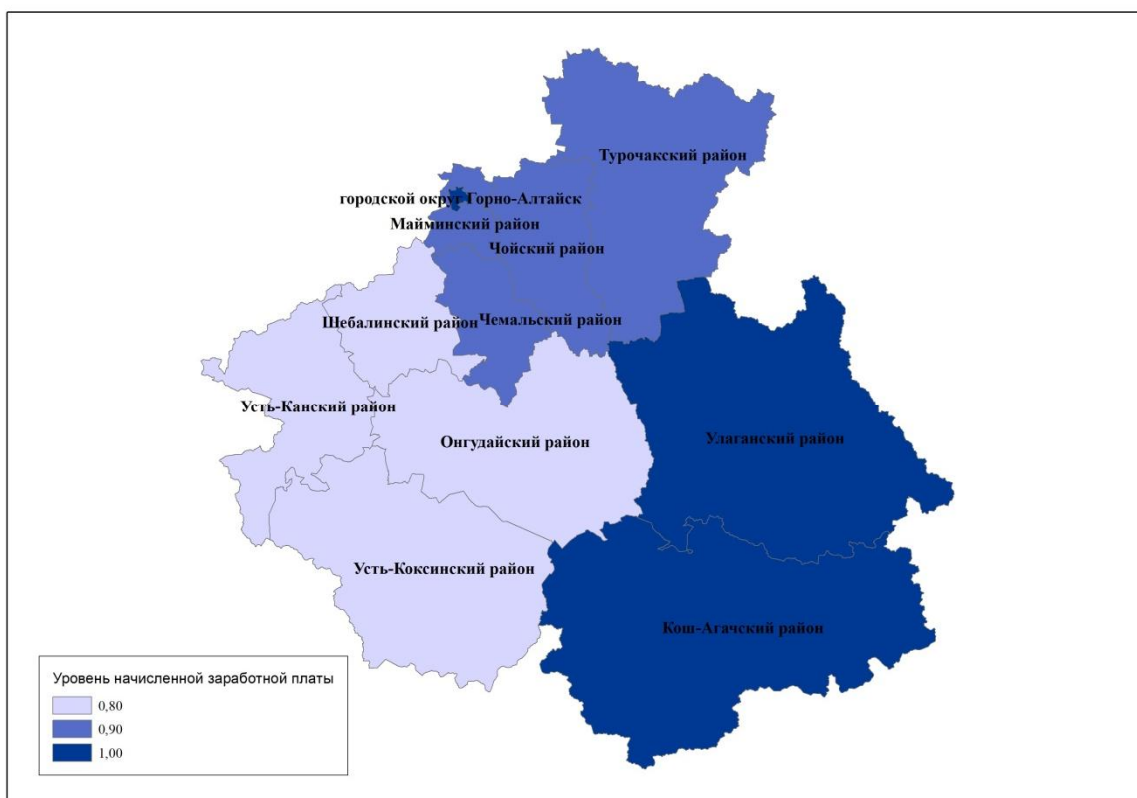 Турочакский район
городской округ Горно-Алтайск
Майминский район
Чойский район
Шебалинский район
Чемальский район
Усть-Канский район
Онгудайский район
Улаганский район
Усть-Коксинский район
Кош-Агачский район
Уровень начисленной заработной платы
0,80
0,90
1,00